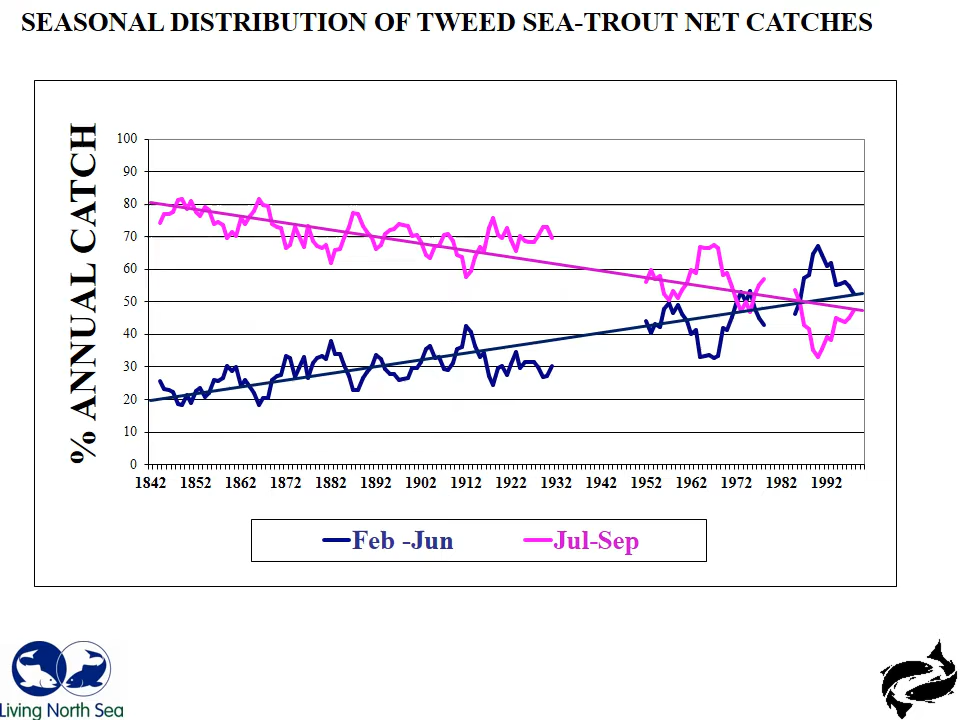 SEASONAL DISTRIBUTION OF TWEED SEA-TROUT NET CATCHES
% ANNUAL CATCH
100
90
80
70
60
50
40
30
20
10
0
1842 1852 1862 1872 1882 1892 1902 1912 1922 1932 1942 1952 1962 1972 1982 1992
Feb -Jun Jul-Sep
Living North Sea